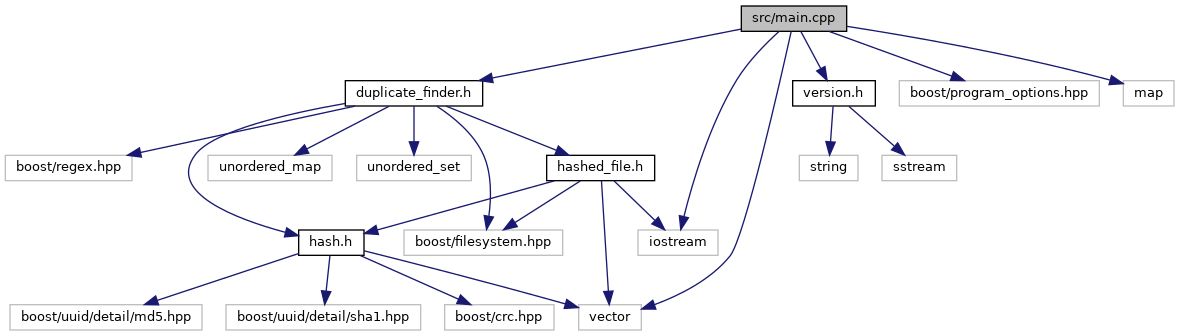 src/main.cpp
duplicate_finder.h
version.h
boost/program_options.hpp
map
boost/regex.hpp
unordered_map
unordered_set
hashed_file.h
string
sstream
hash.h
boost/filesystem.hpp
iostream
boost/uuid/detail/md5.hpp
boost/uuid/detail/sha1.hpp
boost/crc.hpp
vector